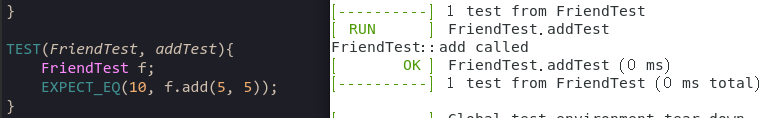 }
TEST(FriendTest, addTest){
FriendTest f;
EXPECT_EQ(10, f.add(5, 5));
}
[----------] 1 test from FriendTest
[ RUN      ] FriendTest.addTest
FriendTest::add called
[       OK ] FriendTest.addTest (0 ms)
[----------] 1 test from FriendTest (0 ms total)
Global test environment tear-down